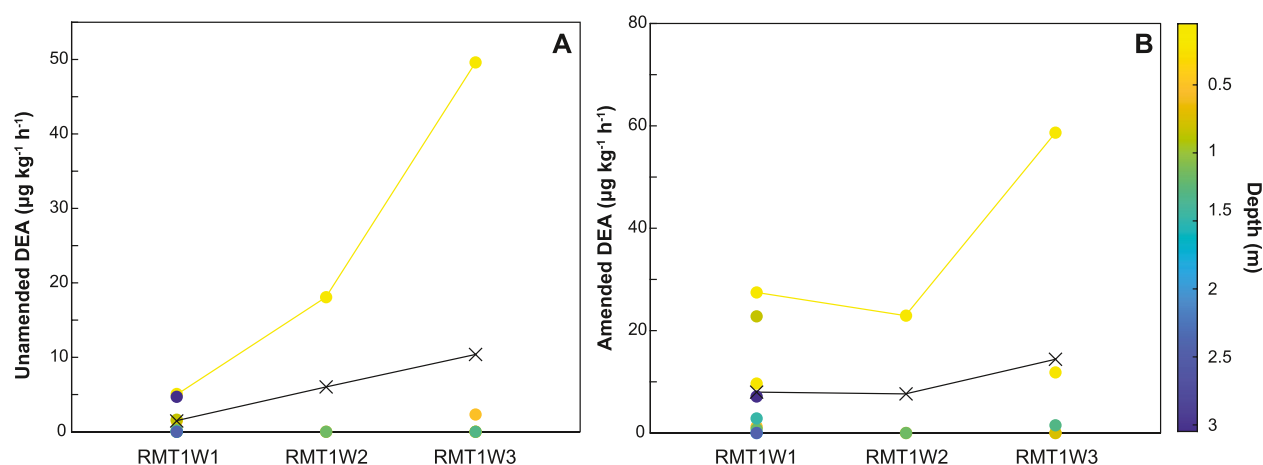 A
Unamended DEA (µg kg⁻¹ h⁻¹)
50
40
30
20
10
0
RMT1W1 RMT1W2 RMT1W3
B
Amended DEA (µg kg⁻¹ h⁻¹)
80
60
40
20
0
RMT1W1 RMT1W2 RMT1W3
0.5
1
1.5
2
2.5
3
Depth (m)